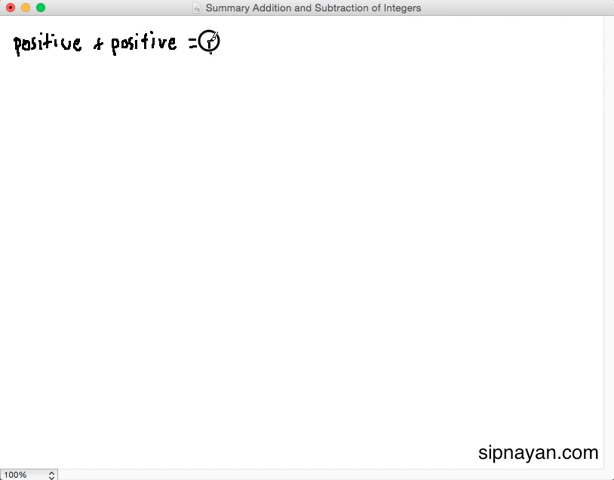 Summary Addition and Subtraction of Integers
positive + positive =
sipnayan.com
100%